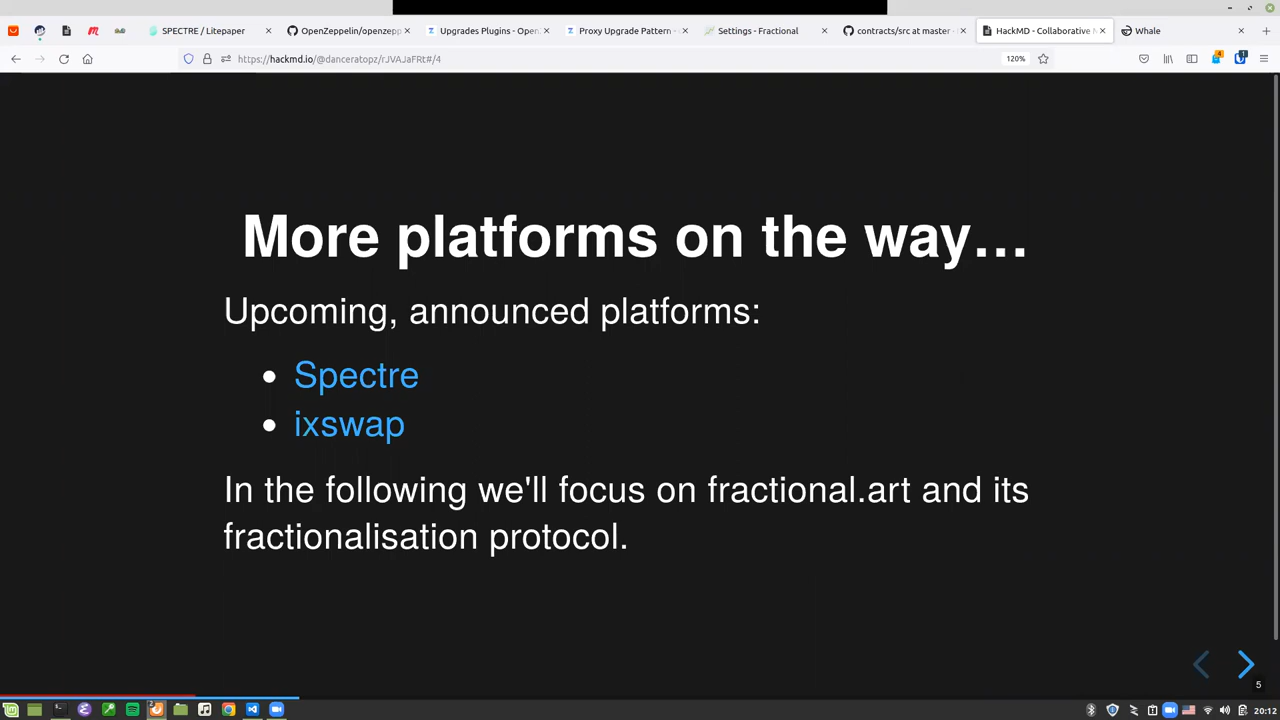 SPECTRE / Litepaper
OpenZeppelin/openzepp
Upgrades Plugins - Open
Proxy Upgrade Pattern -
Settings - Fractional
contracts/src at master
HackMD - Collaborative
Whale
https://hackmd.io/@danceratopz/rJVAJaFRt#/4
120%
4
1
More platforms on the way…
Upcoming, announced platforms:
Spectre
ixswap
In the following we'll focus on fractional.art and its
fractionalisation protocol.
5
20:12